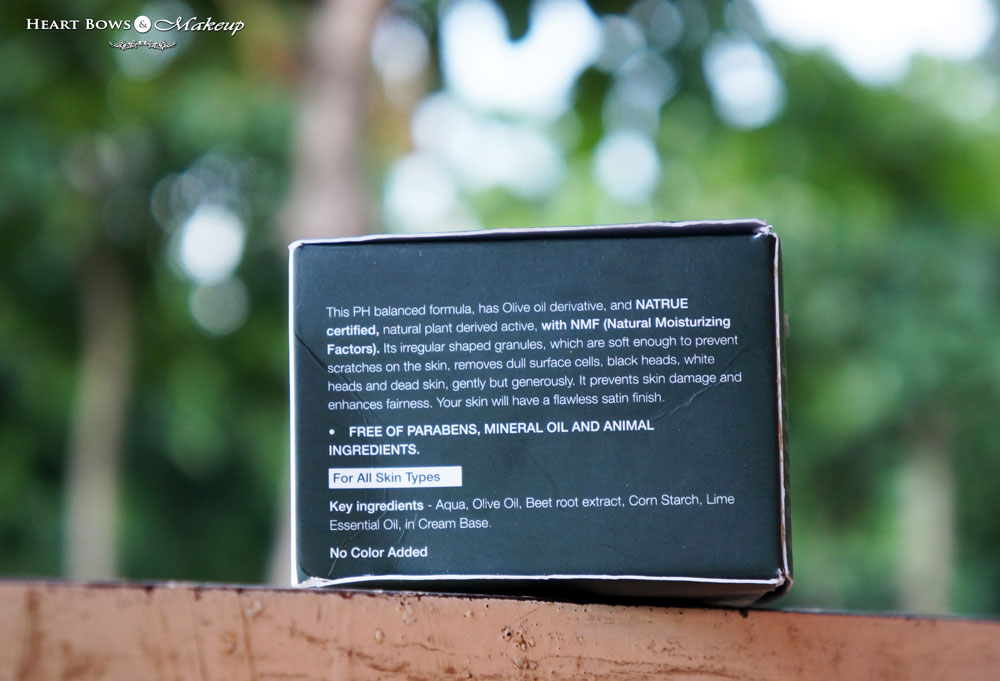 HEART BOWS & Makeup
This PH balanced formula, has Olive oil derivative, and NATRUE
certified, natural plant derived active, with NMF (Natural Moisturizing
Factors). Its irregular shaped granules, which are soft enough to prevent
scratches on the skin, removes dull surface cells, black heads, white
heads and dead skin, gently but generously. It prevents skin damage and
enhances fairness. Your skin will have a flawless satin finish.
• FREE OF PARABENS, MINERAL OIL AND ANIMAL
INGREDIENTS.
For All Skin Types
Key ingredients - Aqua, Olive Oil, Beet root extract, Corn Starch, Lime
Essential Oil, in Cream Base.
No Color Added